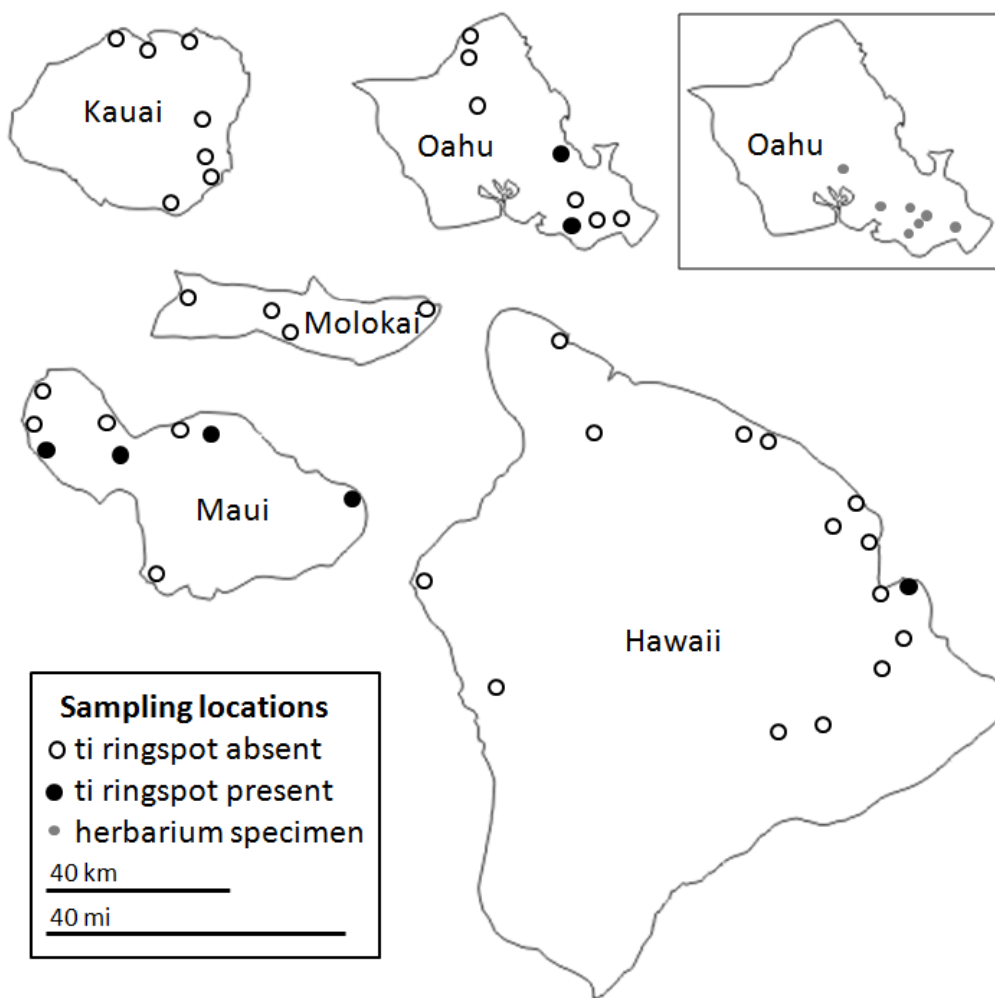 Kauai
Oahu
Oahu
Molokai
Maui
Hawaii
Sampling locations
ti ringspot absent
ti ringspot present
herbarium specimen
40 km
40 mi